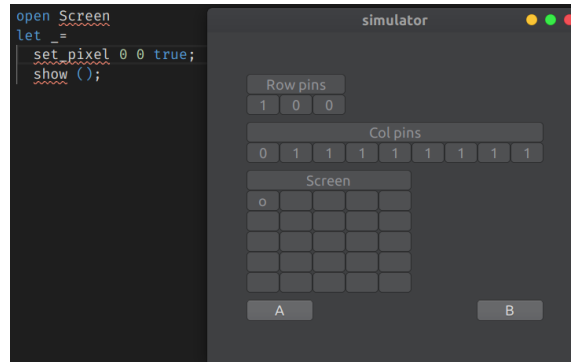 open Screen
let _=
set_pixel 0 0 true;
show ();
simulator
Row pins
1 0 0
Col pins
0 1 1 1 1 1 1 1 1
Screen
o
A B